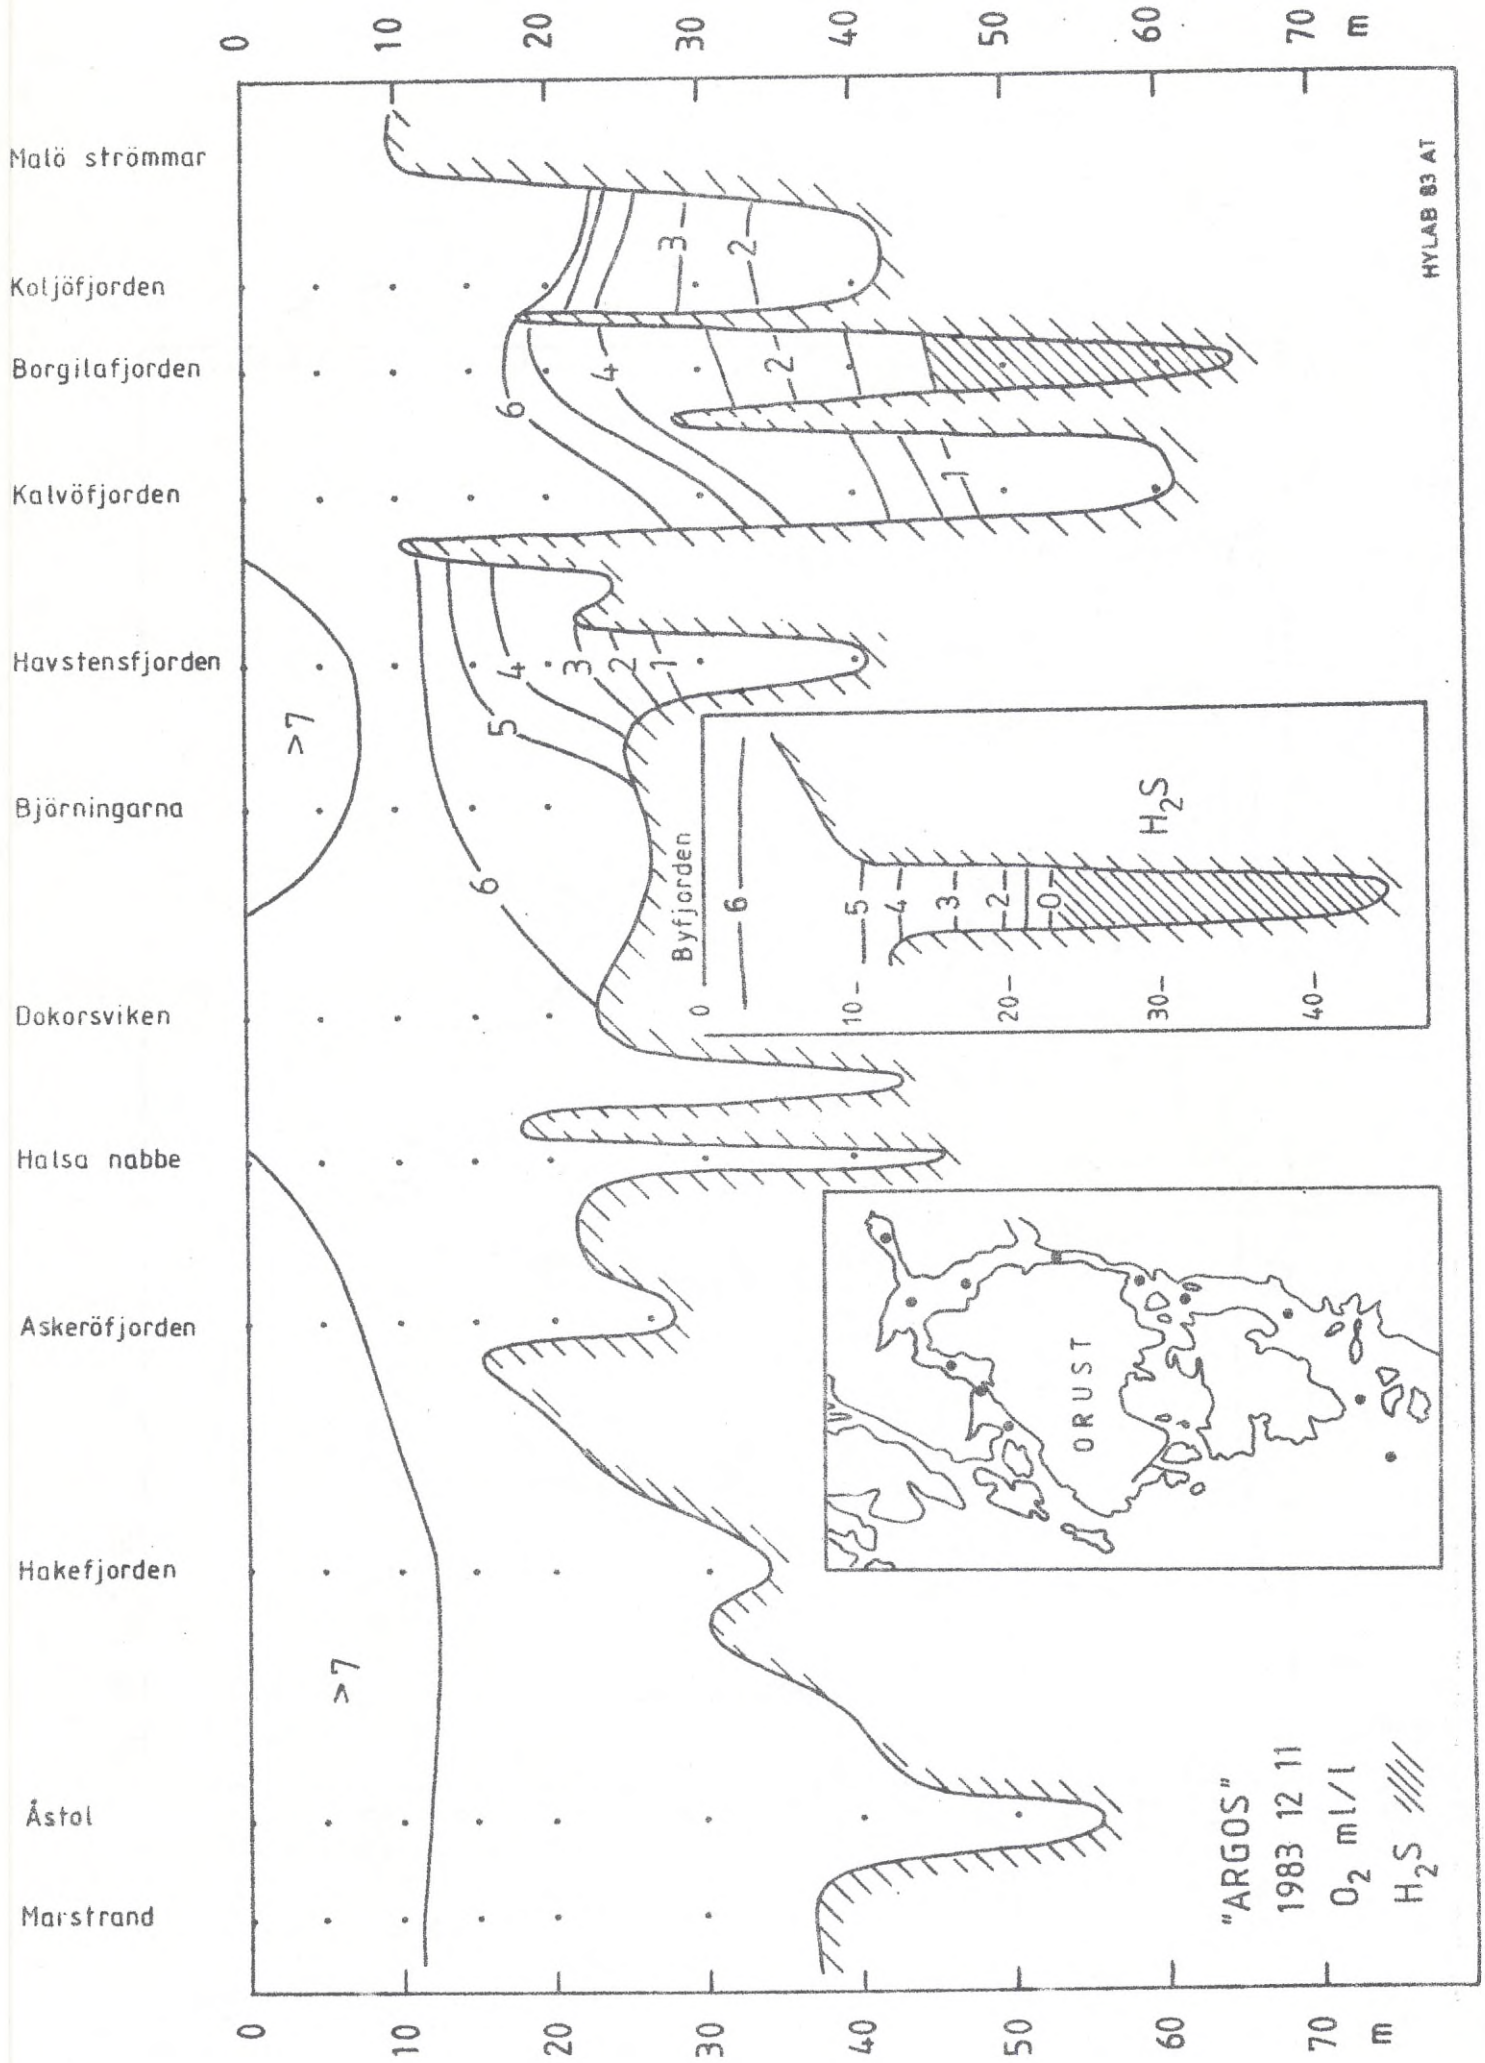 0 10 20 30 40 50 60 70 m
Malö strömmar
Koljöfjorden
Borgilafjorden
Kalvöfjorden
Havstensfjorden
Björningarna
Dokorsviken
Halsa nabbe
Askeröfjorden
Hakefjorden
Åstol
Marstrand
3
2
6
4
2
1
>7
6
5
4
3
2
1
>7
Byfjorden
0
10-
20-
30-
40-
6
5
4
3
2
0
H₂S
ORUST
"ARGOS"
1983 12 11
O₂ ml/l
H₂S
HYLAB 83 AT
0 10 20 30 40 50 60 70 m